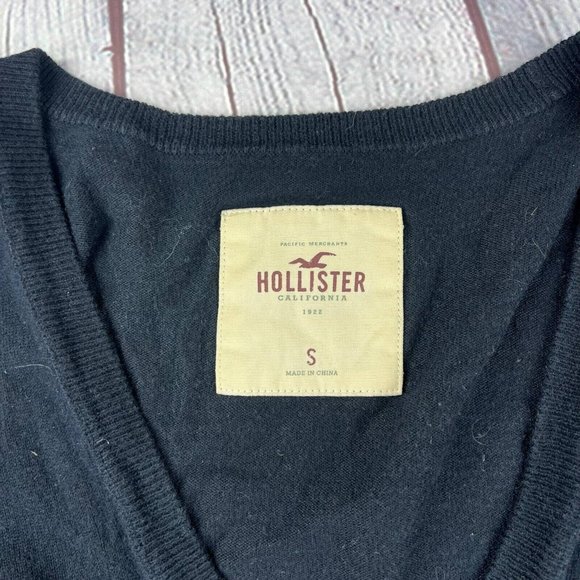 PACIFIC MERCHANTS
HOLLISTER
CALIFORNIA
1922
S
MADE IN CHINA